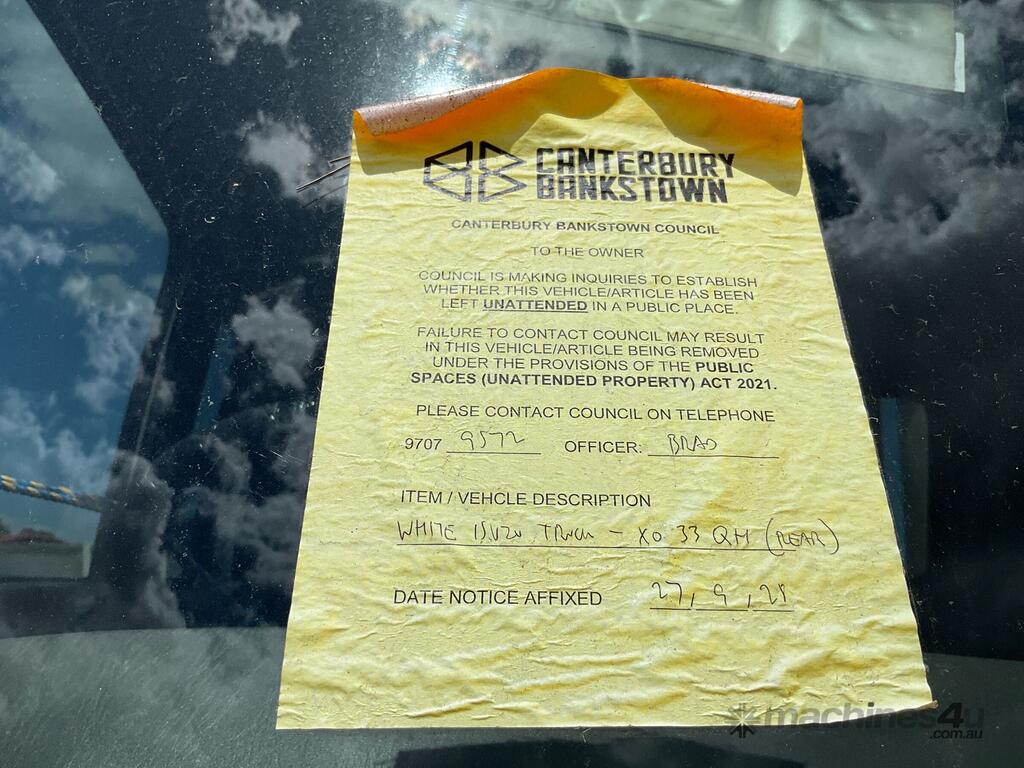 CANTERBURY
BANKSTOWN
CANTERBURY BANKSTOWN COUNCIL
TO THE OWNER
COUNCIL IS MAKING INQUIRIES TO ESTABLISH
WHETHER THIS VEHICLE/ARTICLE HAS BEEN
LEFT UNATTENDED IN A PUBLIC PLACE.
FAILURE TO CONTACT COUNCIL MAY RESULT
IN THIS VEHICLE/ARTICLE BEING REMOVED
UNDER THE PROVISIONS OF THE PUBLIC
SPACES (UNATTENDED PROPERTY) ACT 2021.
PLEASE CONTACT COUNCIL ON TELEPHONE
9707 9572 OFFICER: BRAD
ITEM / VEHCLE DESCRIPTION
WHITE ISUZU TRUCK - XO 33 QH (REAR)
DATE NOTICE AFFIXED 27, 9,
machines4u
.com.au